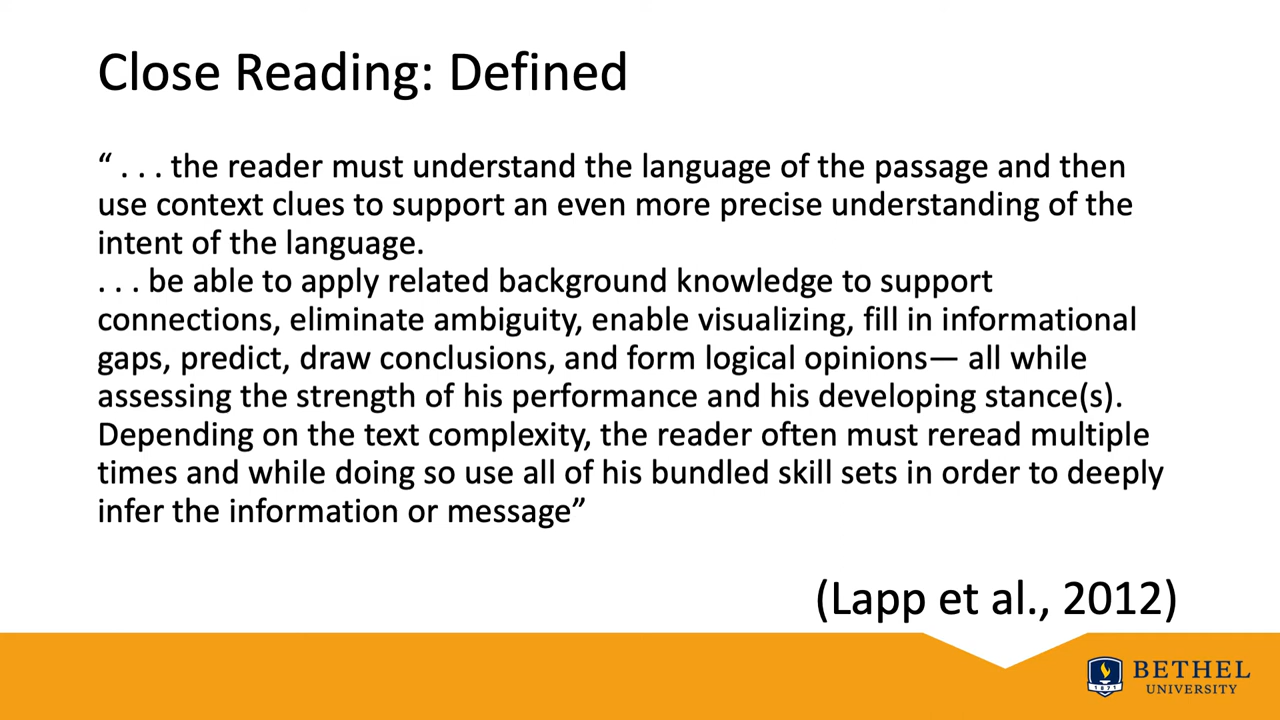 Close Reading: Defined
“ . . . the reader must understand the language of the passage and then
use context clues to support an even more precise understanding of the
intent of the language.
. . . be able to apply related background knowledge to support
connections, eliminate ambiguity, enable visualizing, fill in informational
gaps, predict, draw conclusions, and form logical opinions— all while
assessing the strength of his performance and his developing stance(s).
Depending on the text complexity, the reader often must reread multiple
times and while doing so use all of his bundled skill sets in order to deeply
infer the information or message”
(Lapp et al., 2012)
1871
BETHEL
UNIVERSITY